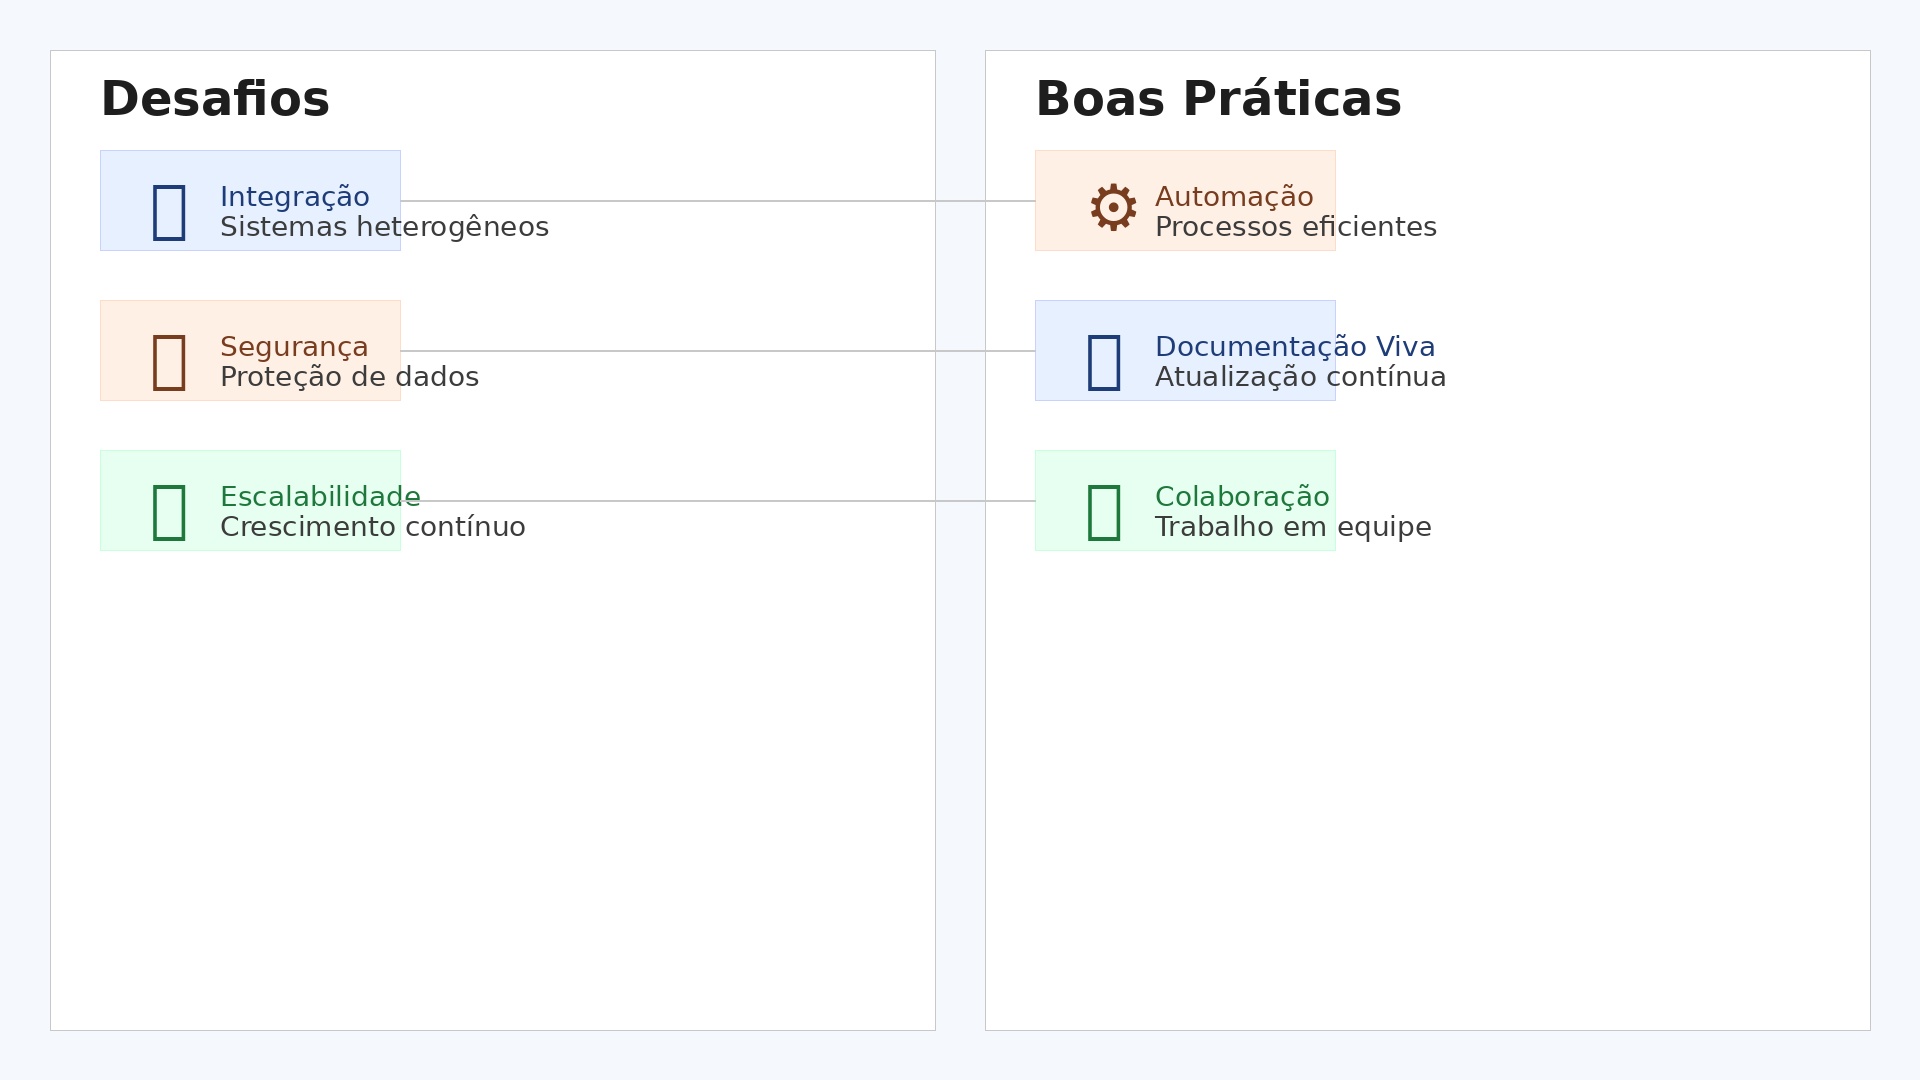 Desafios
Integração
Sistemas heterogêneos
Segurança
Proteção de dados
Escalabilidade
Crescimento contínuo
Boas Práticas
Automação
Processos eficientes
Documentação Viva
Atualização contínua
Colaboração
Trabalho em equipe